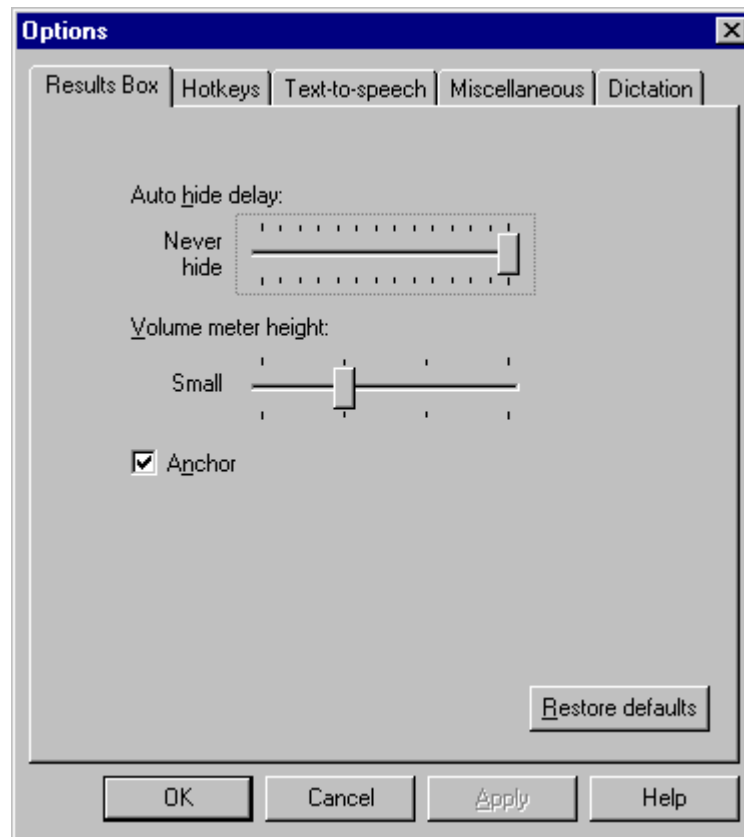 Options
Results Box Hotkeys Text-to-speech Miscellaneous Dictation
Auto hide delay:
Never
hide
Volume meter height:
Small
Anchor
Restore defaults
OK Cancel Apply Help